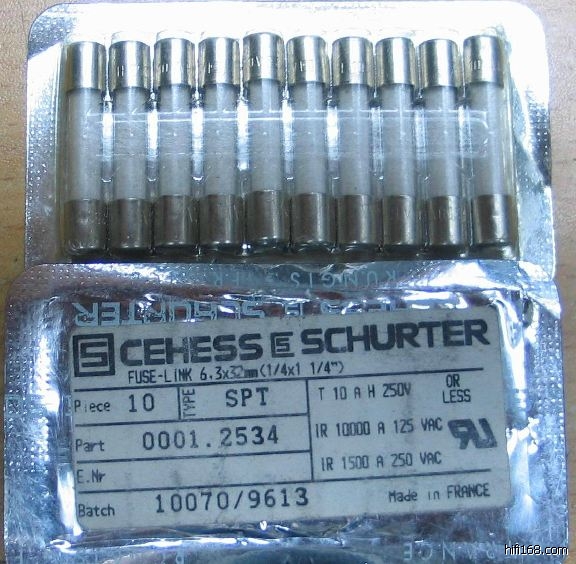 CEHESS SCHURTER
FUSE-LINK 6.3x32mm (1/4x1 1/4")
Piece 10 TYPE SPT
T 10 A H 250V OR LESS
Part 0001.2534
IR 10000 A 125 VAC
IR 1500 A 250 VAC
E.Nr
Batch 10070/9613
Made in FRANCE
hifi168.com